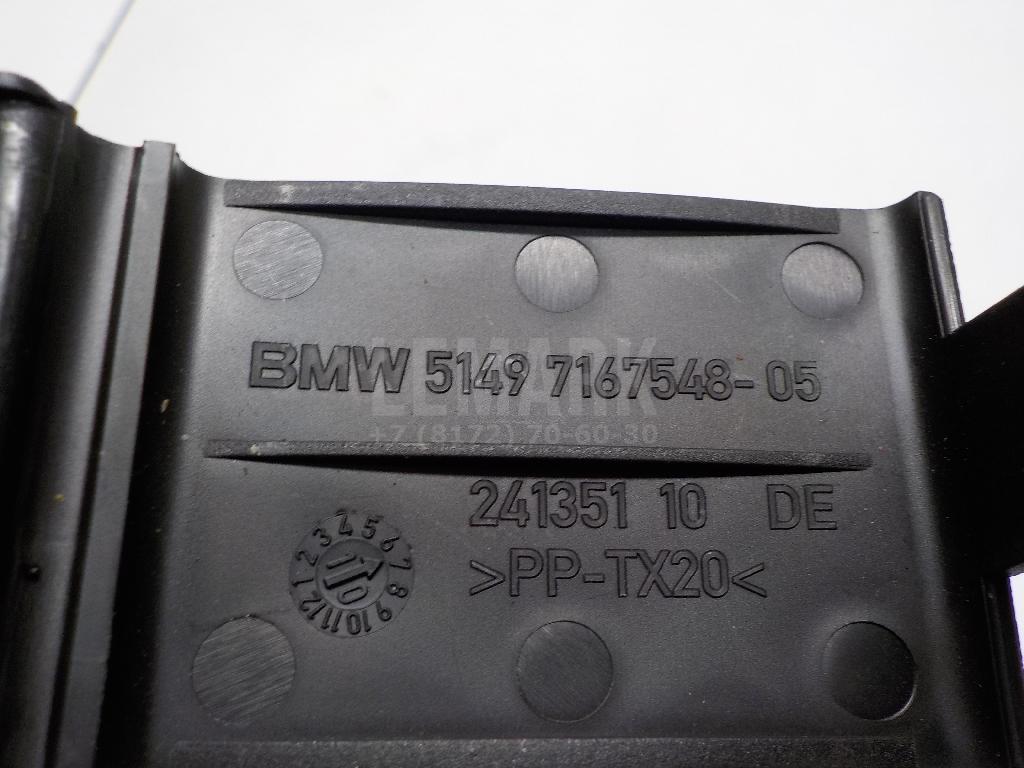 BMW 5149 7167548-05
LEMARK
+7 (8172) 70-60-30
241351 10 DE
>PP-TX20<
1 2 3 4 5 6 7 8 9 10 11 12